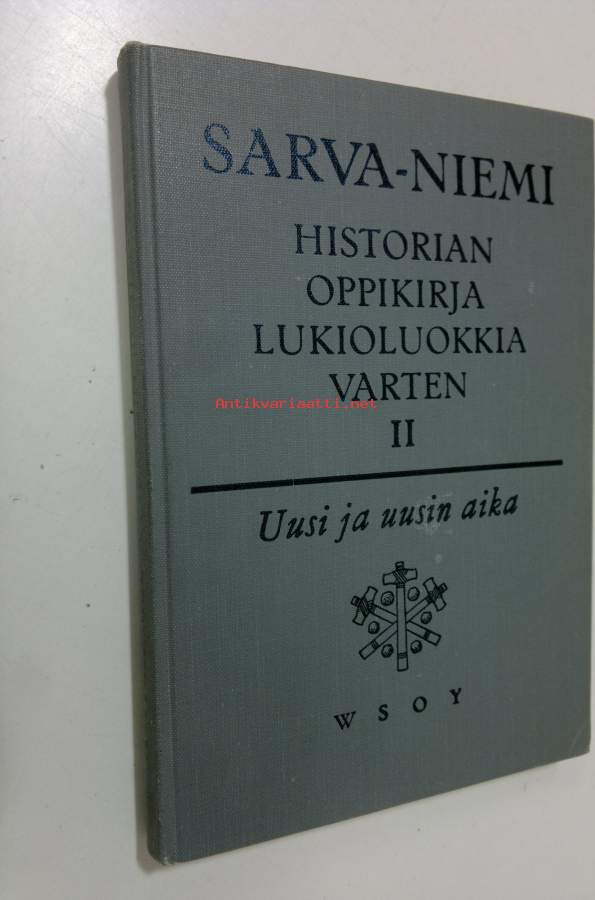 SARVA-NIEMI
HISTORIAN
OPPIKIRJA
LUKIOLUOKKIA
VARTEN
Antikvariaatti.net
II
Uusi ja uusin aika
WSOY